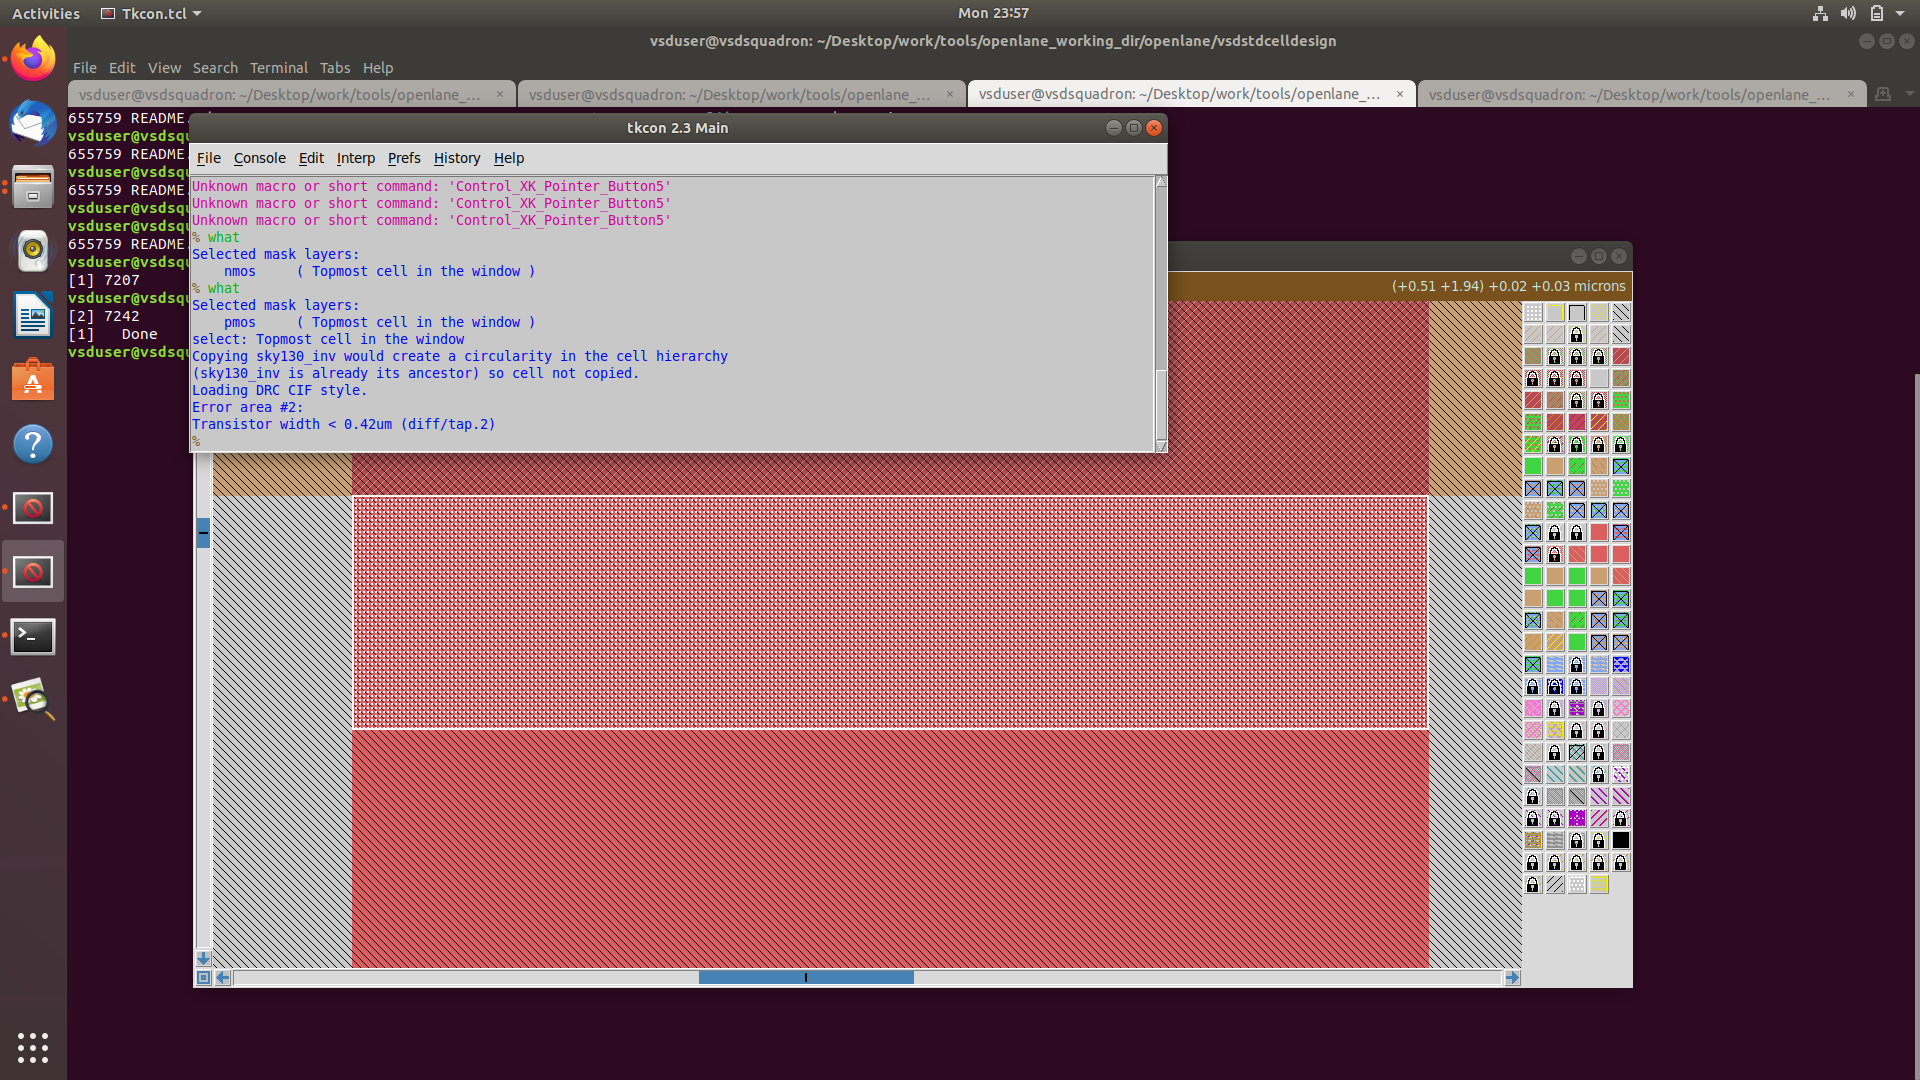 Activities
Tkcon.tcl
Mon 23:57
vsduser@vsdsquadron: ~/Desktop/work/tools/openlane_working_dir/openlane/vsdstdcelldesign
File Edit View Search Terminal Tabs Help
vsduser@vsdsquadron: ~/Desktop/work/tools/openlane_... ×
vsduser@vsdsquadron: ~/Desktop/work/tools/openlane_... ×
vsduser@vsdsquadron: ~/Desktop/work/tools/openlane_... ×
vsduser@vsdsquadron: ~/Desktop/work/tools/openlane_... ×
655759 README.
vsduser@vsdsqu
655759 README.
vsduser@vsdsqu
655759 README.
vsduser@vsdsqu
vsduser@vsdsqu
655759 README.
vsduser@vsdsqu
[1] 7207
vsduser@vsdsqu
[2] 7242
[1] Done
vsduser@vsdsqu
tkcon 2.3 Main
File Console Edit Interp Prefs History Help
Unknown macro or short command: 'Control_XK_Pointer_Button5'
Unknown macro or short command: 'Control_XK_Pointer_Button5'
Unknown macro or short command: 'Control_XK_Pointer_Button5'
% what
Selected mask layers:
nmos ( Topmost cell in the window )
% what
Selected mask layers:
pmos ( Topmost cell in the window )
select: Topmost cell in the window
Copying sky130_inv would create a circularity in the cell hierarchy
(sky130_inv is already its ancestor) so cell not copied.
Loading DRC CIF style.
Error area #2:
Transistor width < 0.42um (diff/tap.2)
%
(+0.51 +1.94) +0.02 +0.03 microns